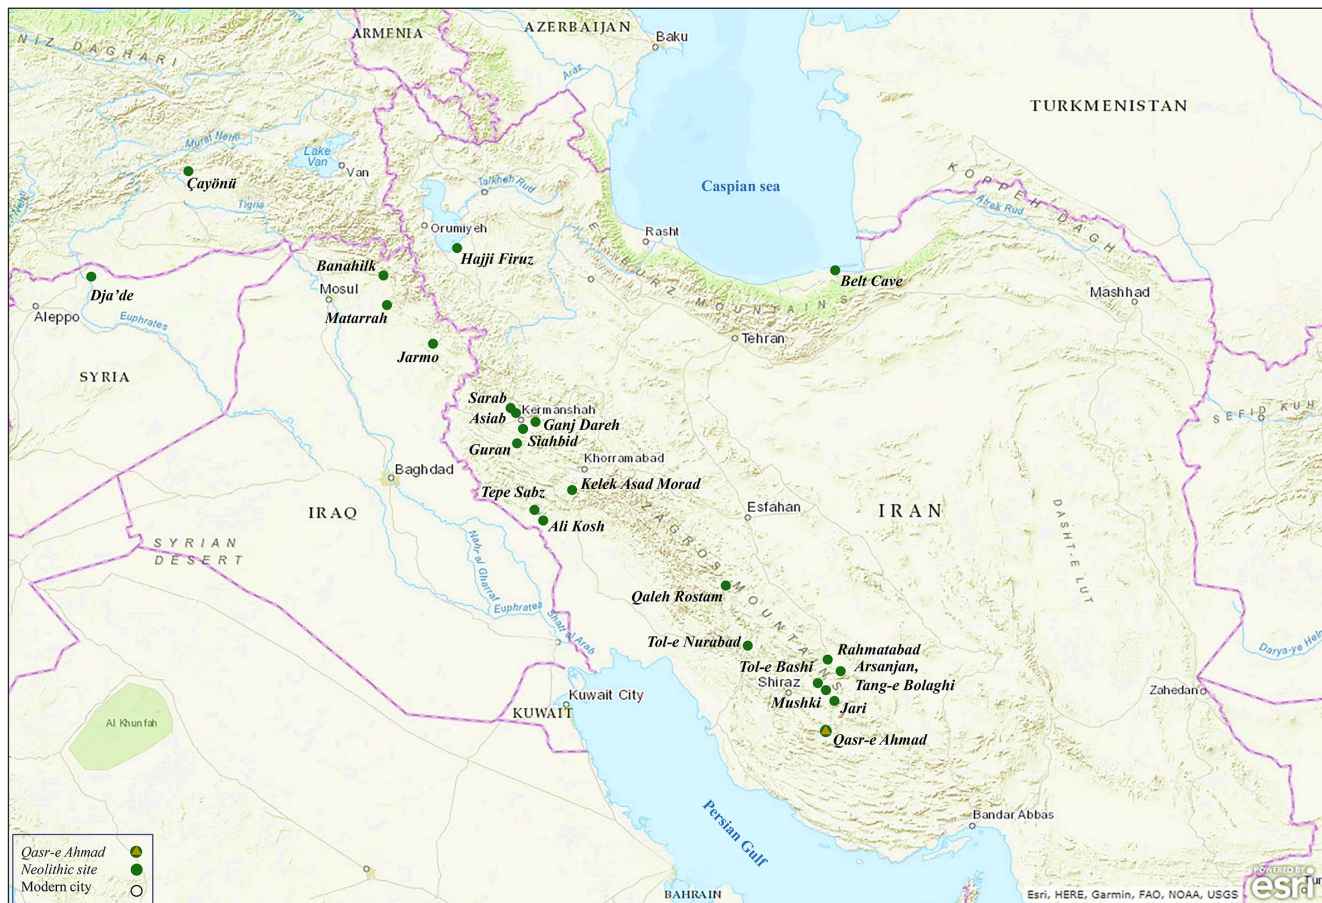 NIZ DAGHARI
ARMENIA
AZERBAIJAN
Baku
Araz
TURKMENISTAN
Murat Nehri
Lake
Van
Van
Çayönü
Tigris
Nehri
Talkheh Rud
Caspian sea
KOPPEH DAGH
Atrek Rud
Orumiyeh
Rasht
Hajji Firuz
ELBURZ MOUNTAINS
Banahilk
Mosul
Dja'de
Belt Cave
Mashhad
Aleppo
Euphrates
Matarrah
Tehran
Jarmo
SYRIA
Sarab
Kermanshah
Asiab
Ganj Dareh
Siahbid
Guran
SEFID KUH
Khorramabad
Baghdad
Kelek Asad Morad
Tepe Sabz
Ali Kosh
Esfahan
IRAN
IRAQ
ZAGROS MOUNTAINS
DASHT-E LUT
SYRIAN
DESERT
Nahr al Gharraf
Qaleh Rostam
Euphrates
Shatt al Arab
Tol-e Nurabad
Rahmatabad
Tol-e Bashi
Arsanjan,
Tang-e Bolaghi
Shiraz
Mushki
Jari
Zahedan
Kuwait City
KUWAIT
Al Khunfah
Qasr-e Ahmad
Persian Gulf
Bandar Abbas
Qasr-e Ahmad
Neolithic site
Modern city
BAHRAIN
Esri, HERE, Garmin, FAO, NOAA, USGS
POWERED BY
esri